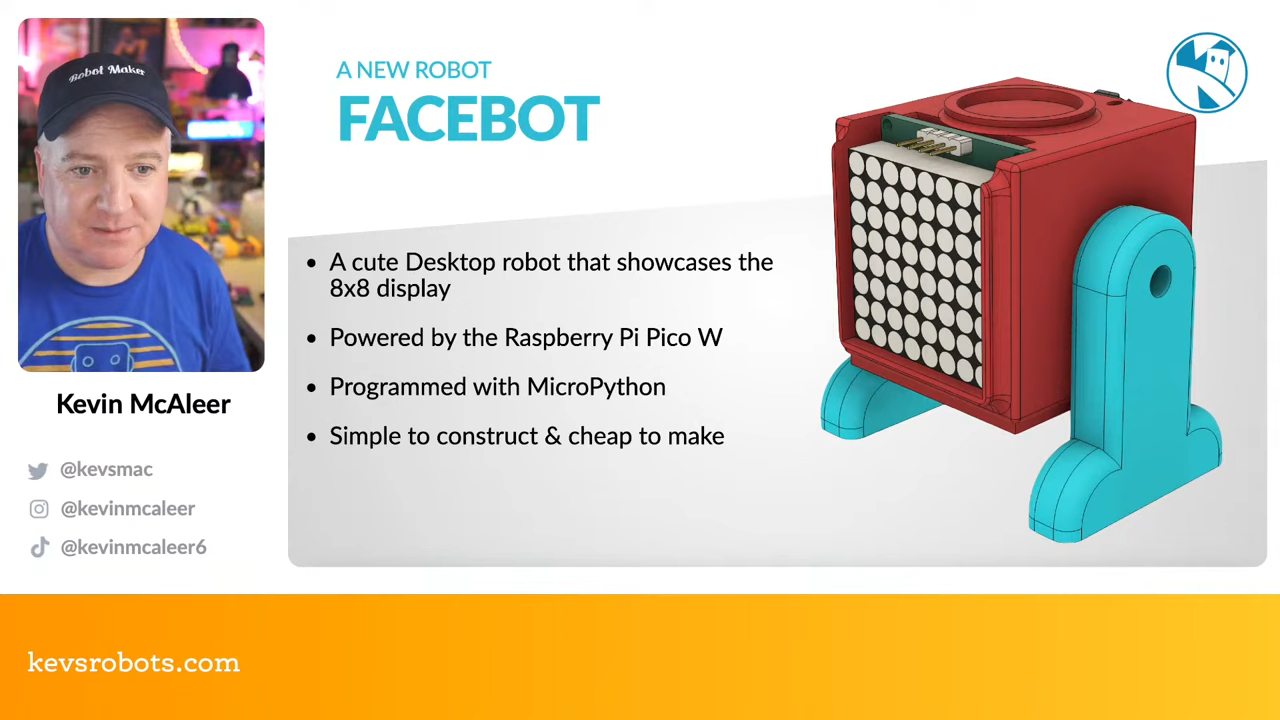 Robot Maker
Kevin McAleer
@kevsmac
@kevinmcaleer
@kevinmcaleer6
A NEW ROBOT
FACEBOT
• A cute Desktop robot that showcases the
8x8 display
• Powered by the Raspberry Pi Pico W
• Programmed with MicroPython
• Simple to construct & cheap to make
kevsrobots.com